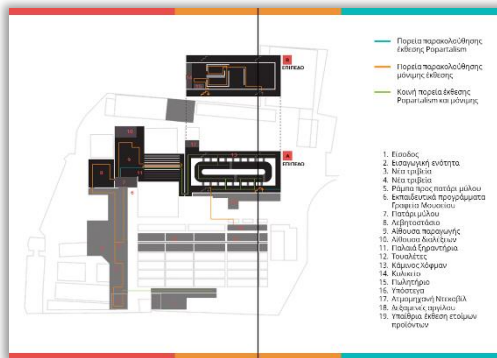 Πορεία παρακολούθησης
έκθεσης Popartalism
Πορεία παρακολούθησης
μόνιμης έκθεσης
Κοινή πορεία έκθεσης
Popartalism και μόνιμης
Β
ΕΠΙΠΕΔΟ
Α
ΕΠΙΠΕΔΟ
1. Είσοδος
2. Εισαγωγική ενότητα
3. Νέα τριβεία
4. Νέα τριβεία
5. Ράμπα προς πατάρι μύλου
6. Εκπαιδευτικά προγράμματα
Γραφεία Μουσείου
7. Πατάρι μύλου
8. Λεβητοστάσιο
9. Αίθουσα παραγωγής
10. Αίθουσα διαλέξεων
11. Παλαιά ξηραντήρια
12. Τουαλέτες
13. Κάμινος Χόφμαν
14. Κυλικείο
15. Πωλητήριο
16. Υπόστεγα
17. Ατμομηχανή Ντεκοβίλ
18. Δεξαμενές αργίλου
19. Υπαίθρια έκθεση ετοίμων
προϊόντων